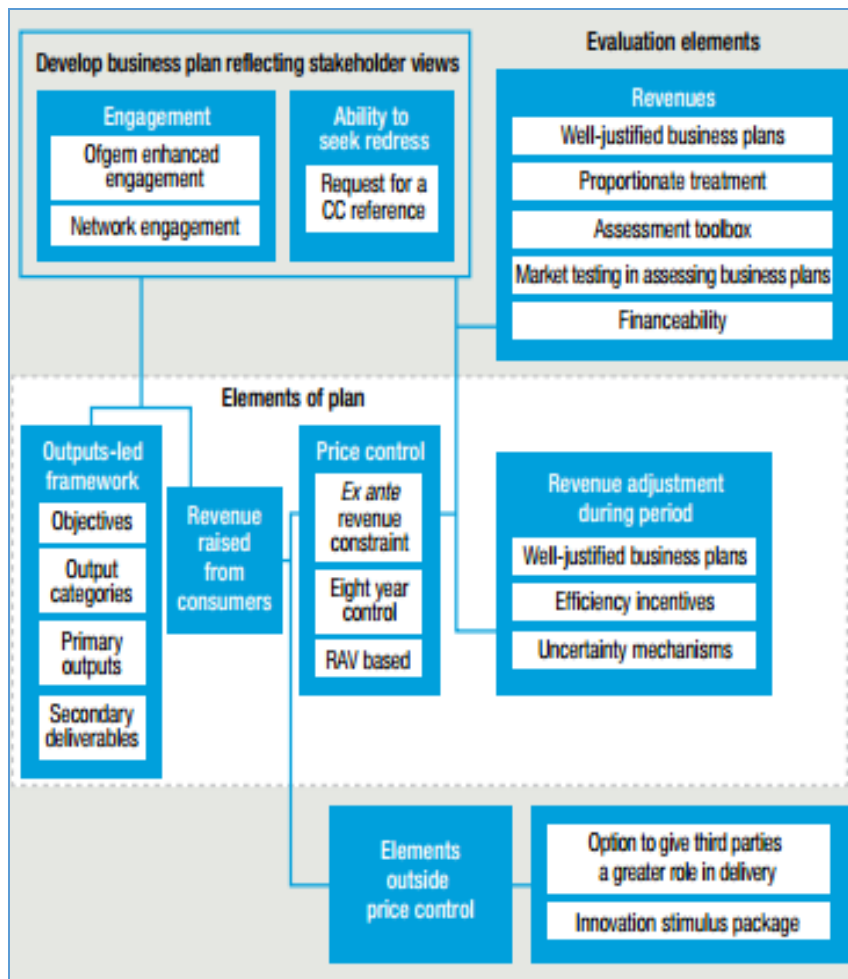 Develop business plan reflecting stakeholder views
Engagement
Ofgem enhanced
engagement
Network engagement
Ability to
seek redress
Request for a
CC reference
Evaluation elements
Revenues
Well-justified business plans
Proportionate treatment
Assessment toolbox
Market testing in assessing business plans
Financeability
Elements of plan
Outputs-led
framework
Objectives
Output
categories
Primary
outputs
Secondary
deliverables
Revenue
raised
from
consumers
Price control
Ex ante
revenue
constraint
Eight year
control
RAV based
Revenue adjustment
during period
Well-justified business plans
Efficiency incentives
Uncertainty mechanisms
Elements
outside
price control
Option to give third parties
a greater role in delivery
Innovation stimulus package